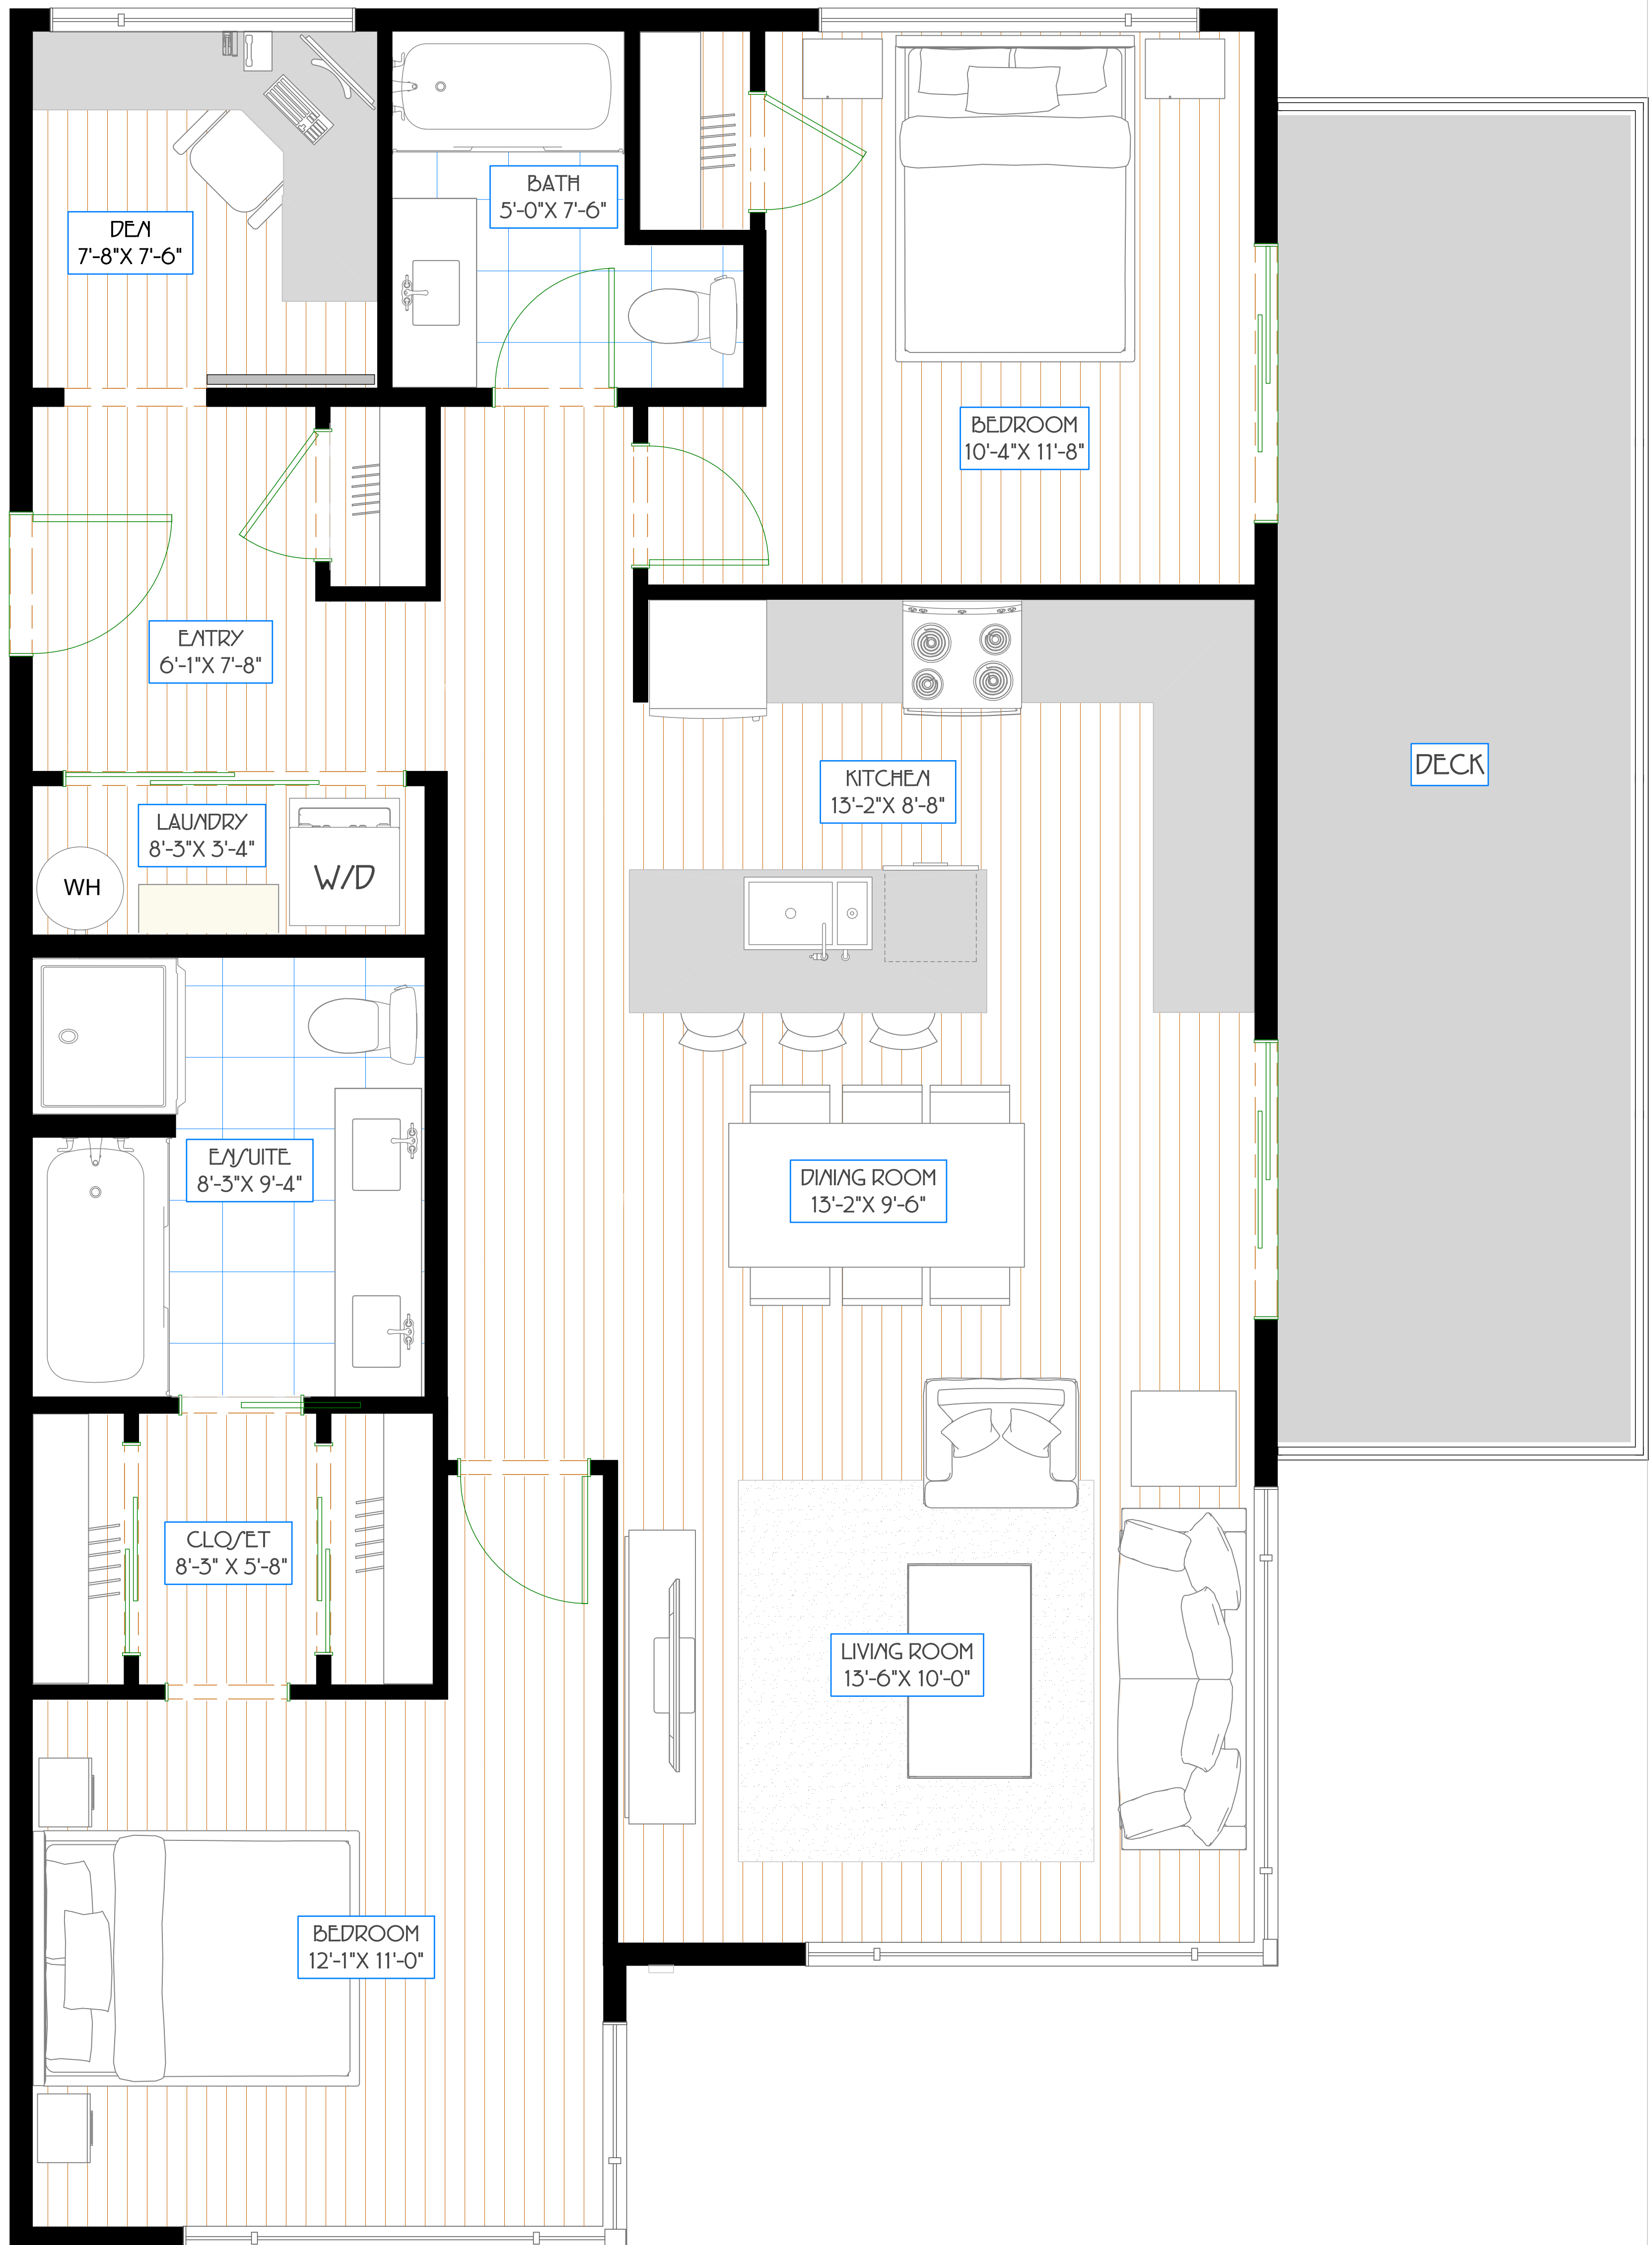 BATH
5'-0"X 7'-6"
DEN
7'-8"X 7'-6"
BEDROOM
10'-4"X 11'-8"
ENTRY
6'-1"X 7'-8"
DECK
KITCHEN
13'-2"X 8'-8"
LAUNDRY
8'-3"X 3'-4"
WH
W/D
ENSUITE
8'-3"X 9'-4"
DINING ROOM
13'-2"X 9'-6"
CLOSET
8'-3" X 5'-8"
LIVING ROOM
13'-6"X 10'-0"
BEDROOM
12'-1"X 11'-0"